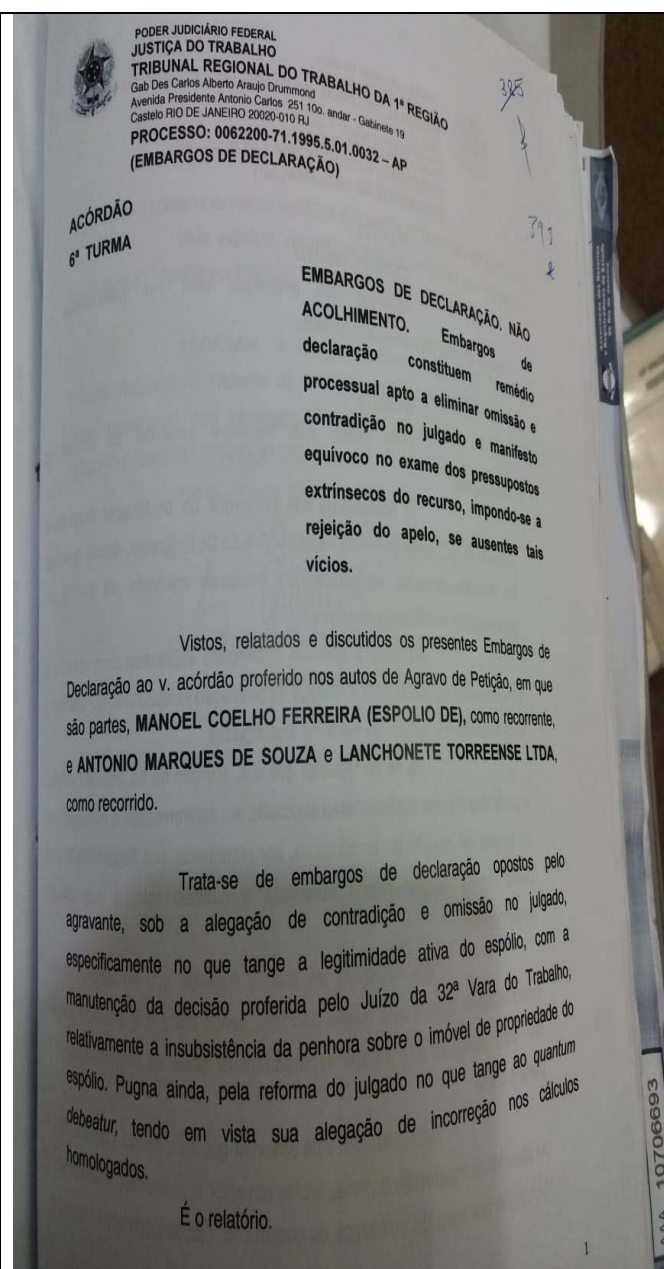 PODER JUDICIÁRIO FEDERAL
JUSTIÇA DO TRABALHO
TRIBUNAL REGIONAL DO TRABALHO DA 1ª REGIÃO
Gab Des Carlos Alberto Araujo Drummond
Avenida Presidente Antonio Carlos 251 10o. andar - Gabinete 19
Castelo RIO DE JANEIRO 20020-010 RJ
PROCESSO: 0062200-71.1995.5.01.0032 – AP
(EMBARGOS DE DECLARAÇÃO)
385
ACÓRDÃO
6ª TURMA
EMBARGOS DE DECLARAÇÃO. NÃO
ACOLHIMENTO. Embargos de
declaração constituem remédio
processual apto a eliminar omissão e
contradição no julgado e manifesto
equívoco no exame dos pressupostos
extrínsecos do recurso, impondo-se a
rejeição do apelo, se ausentes tais
vícios.
Vistos, relatados e discutidos os presentes Embargos de
Declaração ao v. acórdão proferido nos autos de Agravo de Petição, em que
são partes, MANOEL COELHO FERREIRA (ESPOLIO DE), como recorrente,
e ANTONIO MARQUES DE SOUZA e LANCHONETE TORREENSE LTDA,
como recorrido.
Trata-se de embargos de declaração opostos pelo
agravante, sob a alegação de contradição e omissão no julgado,
especificamente no que tange a legitimidade ativa do espólio, com a
manutenção da decisão proferida pelo Juízo da 32ª Vara do Trabalho,
relativamente a insubsistência da penhora sobre o imóvel de propriedade do
espólio. Pugna ainda, pela reforma do julgado no que tange ao quantum
debeatur, tendo em vista sua alegação de incorreção nos cálculos
homologados.
É o relatório.
1
AAA 10706693